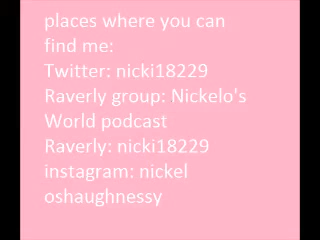 places where you can
find me:
Twitter: nicki18229
Raverly group: Nickelo's
World podcast
Raverly: nicki18229
instagram: nickel
oshaughnessy